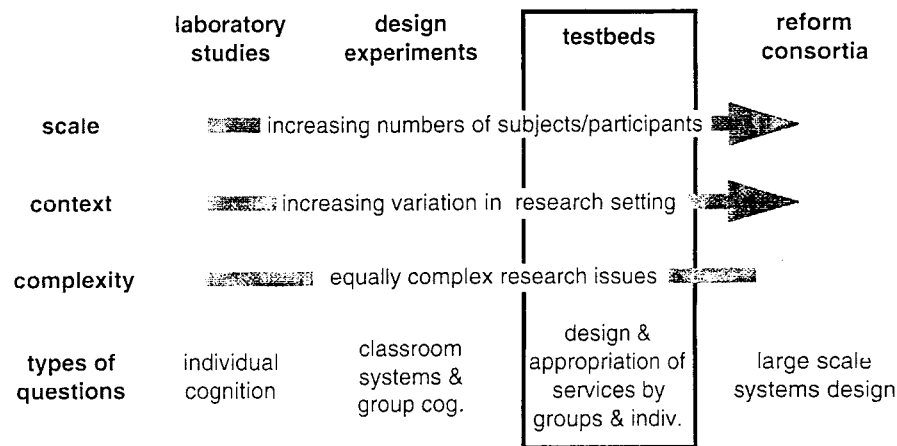 laboratory studies
design experiments
testbeds
reform consortia
scale
increasing numbers of subjects/participants
context
increasing variation in research setting
complexity
equally complex research issues
types of questions
individual cognition
classroom systems & group cog.
design & appropriation of services by groups & indiv.
large scale systems design